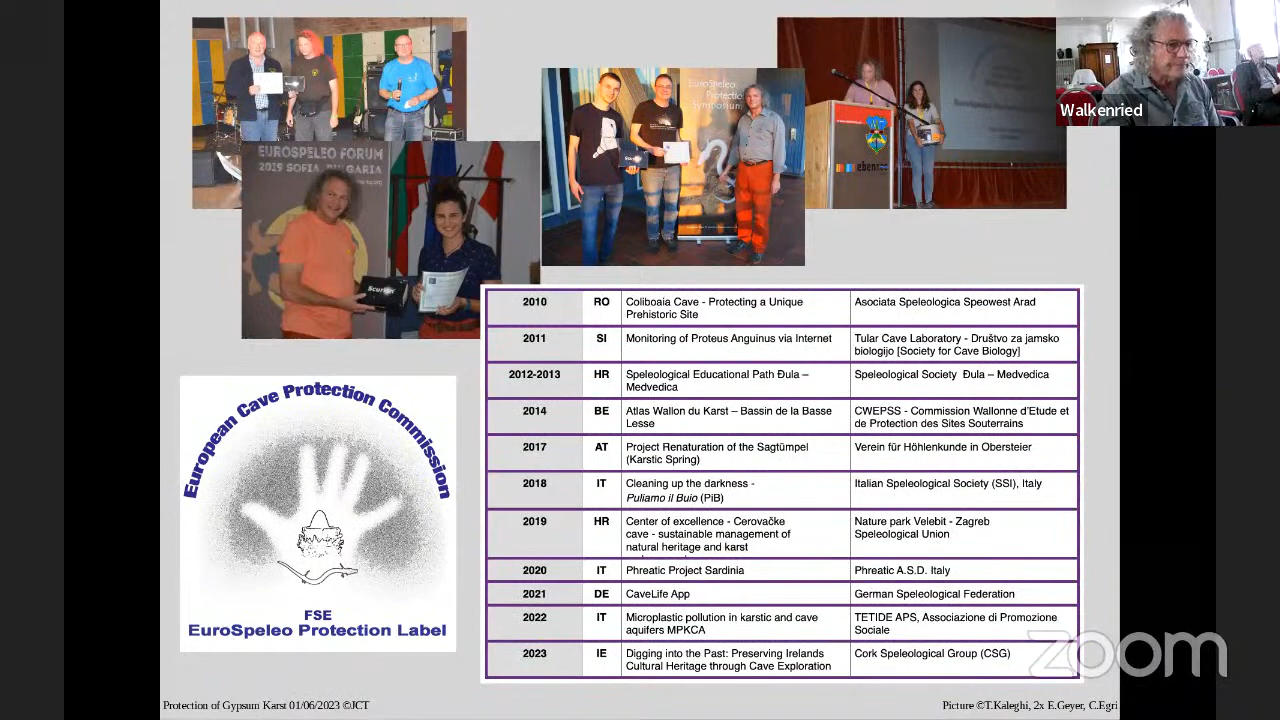 Walkenried
EuroSpeleo
Protection
Symposium
EUROSPELEO FORUM
2019 SOFIA, BULGARIA
Scurion
Scurion
2010 RO Coliboaia Cave - Protecting a Unique
Prehistoric Site
Asociata Speleologica Speowest Arad
2011 SI Monitoring of Proteus Anguinus via Internet
Tular Cave Laboratory - Društvo za jamsko
biologijo [Society for Cave Biology]
2012-2013 HR Speleological Educational Path Đula –
Medvedica
Speleological Society Đula – Medvedica
2014 BE Atlas Wallon du Karst – Bassin de la Basse
Lesse
CWEPSS - Commission Wallonne d'Etude et
de Protection des Sites Souterrains
2017 AT Project Renaturation of the Sagtümpel
(Karstic Spring)
Verein für Höhlenkunde in Obersteier
2018 IT Cleaning up the darkness -
Puliamo il Buio (PiB)
Italian Speleological Society (SSI), Italy
2019 HR Center of excellence - Cerovačke
cave - sustainable management of
natural heritage and karst
Nature park Velebit - Zagreb
Speleological Union
2020 IT Phreatic Project Sardinia
Phreatic A.S.D. Italy
2021 DE CaveLife App
German Speleological Federation
2022 IT Microplastic pollution in karstic and cave
aquifers MPKCA
TETIDE APS, Associazione di Promozione
Sociale
2023 IE Digging into the Past: Preserving Irelands
Cultural Heritage through Cave Exploration
Cork Speleological Group (CSG)
European Cave Protection Commission
FSE
EuroSpeleo Protection Label
zoom
Protection of Gypsum Karst 01/06/2023 ©JCT
Picture ©T.Kaleghi, 2x E.Geyer, C.Egri